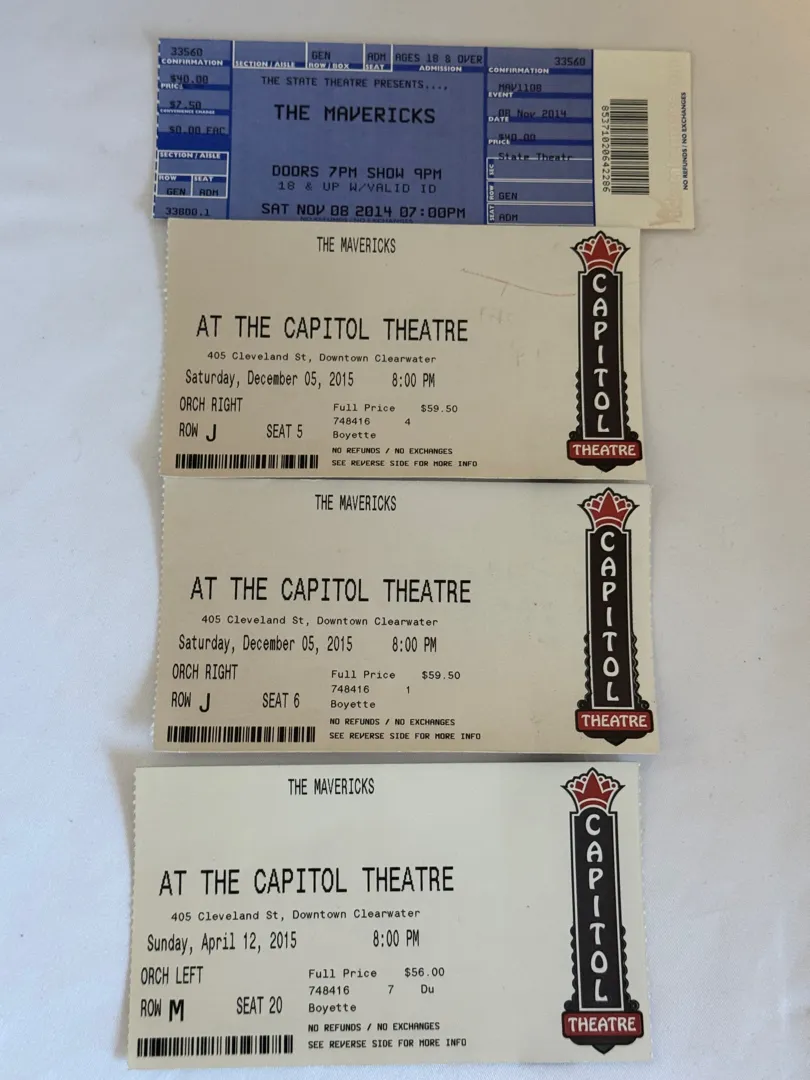 33560
CONFIRMATION
SECTION/AISLE
GEN
ROW/BOX
ADM
SEAT
AGES 18 & OVER
ADMISSION
33560
CONFIRMATION
$40.00
PRICE
$7.50
CONVENIENCE CHARGE
$0.00 FAC
SECTION/AISLE
ROW SEAT
GEN ADM
33600.1
THE STATE THEATRE PRESENTS....
THE MAVERICKS
DOORS 7PM SHOW 9PM
18 & UP W/VALID ID
SAT NOV 08 2014 07:00PM
NO REFUNDS/NO EXCHANGES
MAV1108
EVENT
08 Nov 2014
DATE
$40.00
PRICE
State Theatr
SEC
ROW
GEN
SEAT
ADM
8537102064286
NO REFUNDS / NO EXCHANGES
THE MAVERICKS
AT THE CAPITOL THEATRE
405 Cleveland St, Downtown Clearwater
Saturday, December 05, 2015 8:00 PM
ORCH RIGHT
Full Price $59.50
748416 4
ROW J SEAT 5
Boyette
NO REFUNDS / NO EXCHANGES
SEE REVERSE SIDE FOR MORE INFO
CAPITOL
THEATRE
THE MAVERICKS
AT THE CAPITOL THEATRE
405 Cleveland St, Downtown Clearwater
Saturday, December 05, 2015 8:00 PM
ORCH RIGHT
Full Price $59.50
748416 1
ROW J SEAT 6
Boyette
NO REFUNDS / NO EXCHANGES
SEE REVERSE SIDE FOR MORE INFO
CAPITOL
THEATRE
THE MAVERICKS
AT THE CAPITOL THEATRE
405 Cleveland St, Downtown Clearwater
Sunday, April 12, 2015 8:00 PM
ORCH LEFT
Full Price $56.00
748416 7 Du
ROW M SEAT 20
Boyette
NO REFUNDS / NO EXCHANGES
SEE REVERSE SIDE FOR MORE INFO
CAPITOL
THEATRE